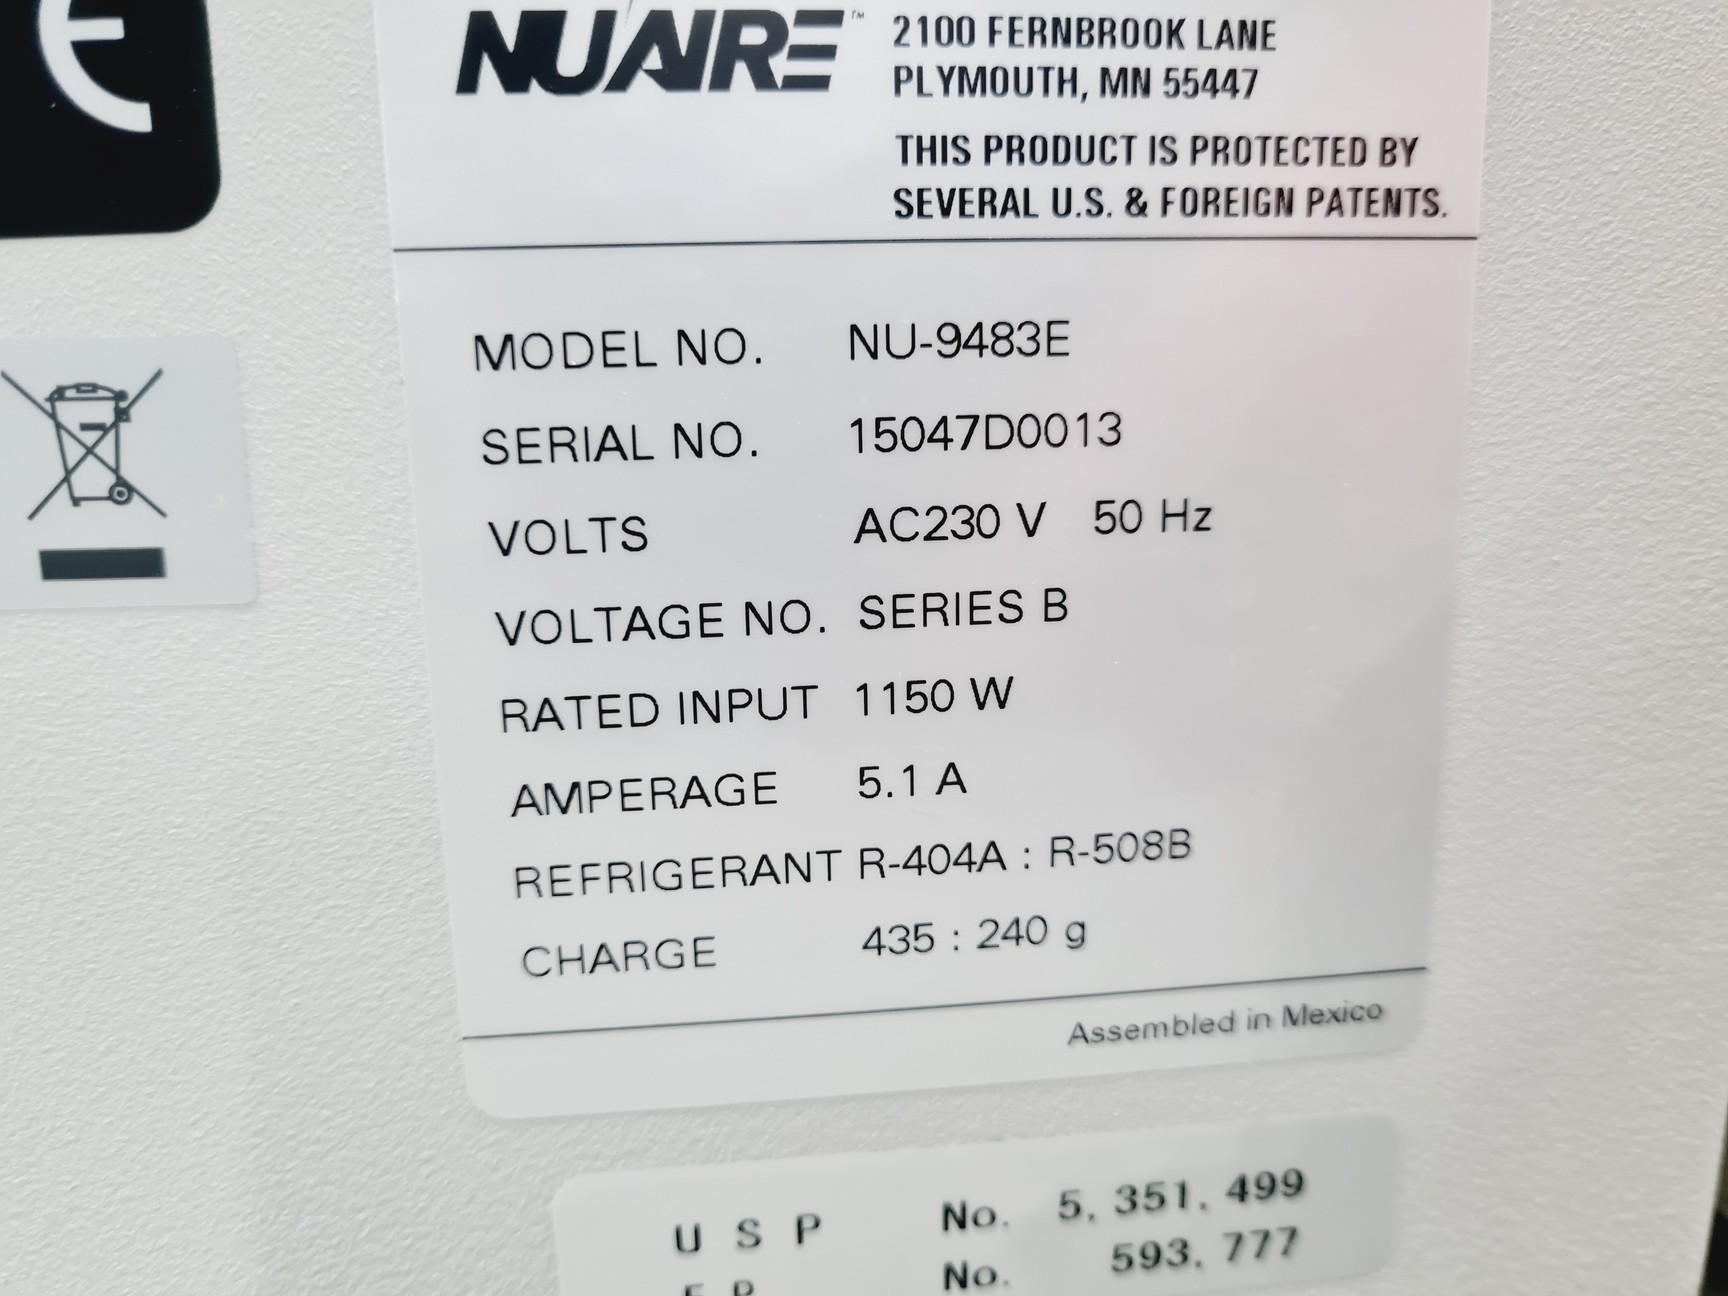 NUAIRE™
2100 FERNBROOK LANE
PLYMOUTH, MN 55447
THIS PRODUCT IS PROTECTED BY
SEVERAL U.S. & FOREIGN PATENTS.
MODEL NO. NU-9483E
SERIAL NO. 15047D0013
VOLTS AC230 V 50 Hz
VOLTAGE NO. SERIES B
RATED INPUT 1150 W
AMPERAGE 5.1 A
REFRIGERANT R-404A : R-508B
CHARGE 435 : 240 g
Assembled in Mexico
U S P No. 5, 351, 499
E P No. 593, 777